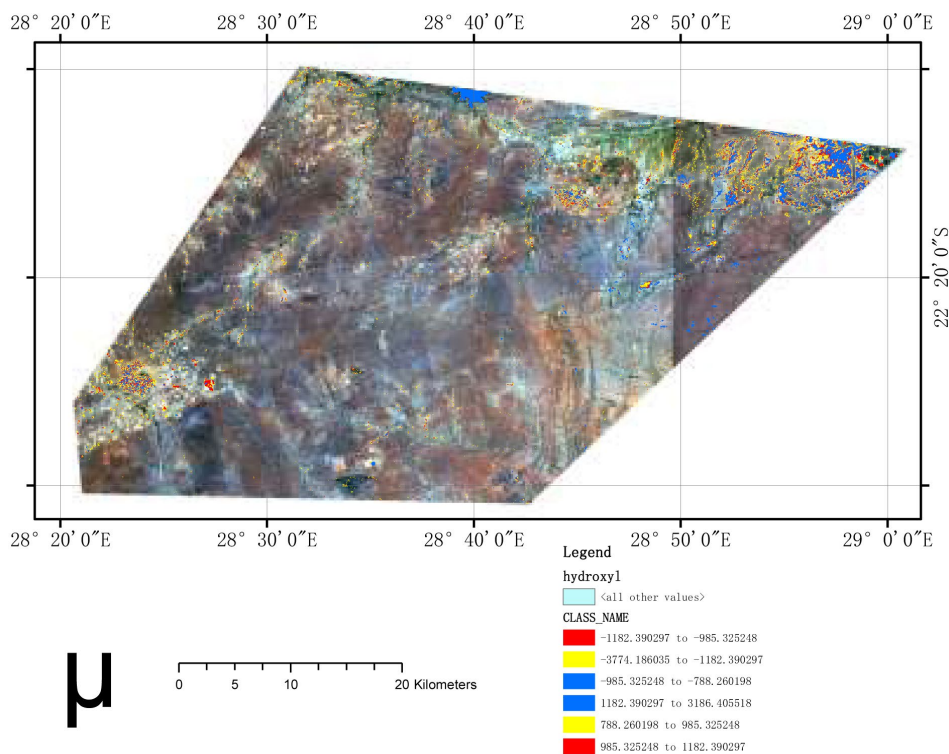 28° 20′0″E 28° 30′0″E 28° 40′0″E 28° 50′0″E 29° 0′0″E
22° 20′0″S
28° 20′0″E 28° 30′0″E 28° 40′0″E 28° 50′0″E 29° 0′0″E
Legend
hydroxyl
<all other values>
CLASS_NAME
-1182.390297 to -985.325248
-3774.186035 to -1182.390297
-985.325248 to -788.260198
1182.390297 to 3186.405518
788.260198 to 985.325248
985.325248 to 1182.390297
µ
0 5 10 20 Kilometers